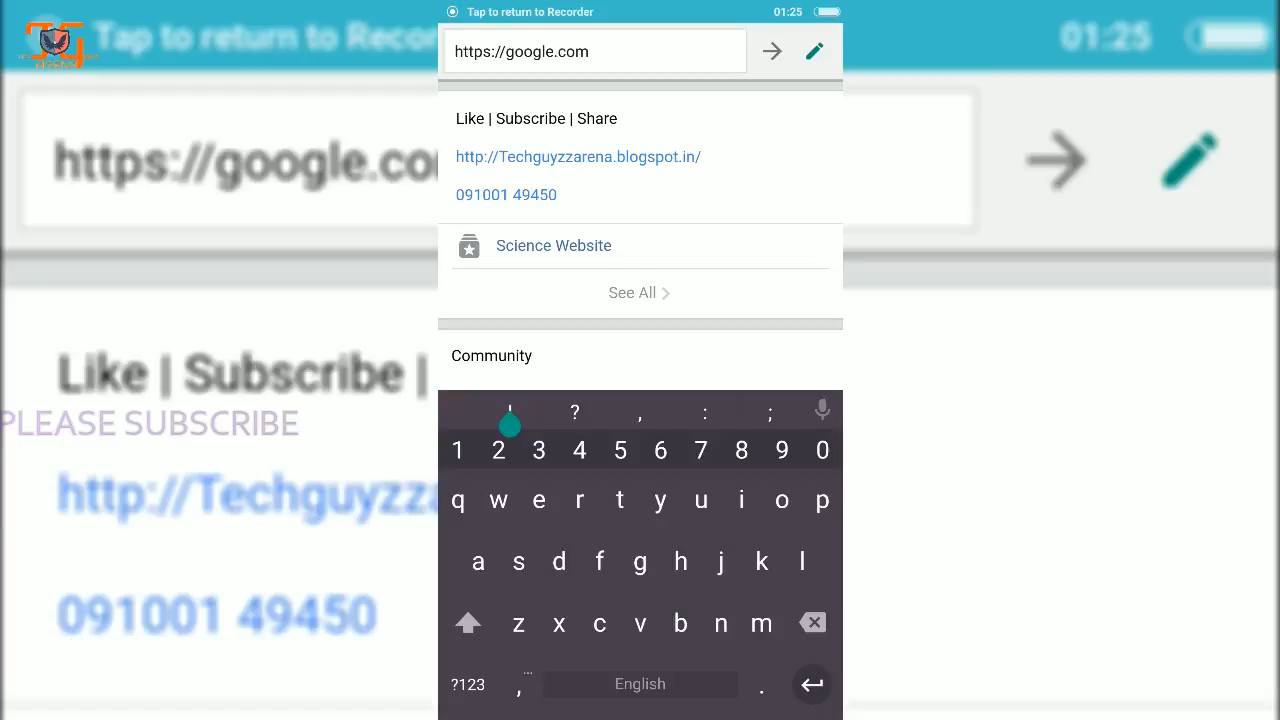 Tap to return to Recorder 01:25
https://google.com
Like | Subscribe | Share
http://Techguyzzarena.blogspot.in/
091001 49450
Science Website
See All
Community
? , : ;
1 2 3 4 5 6 7 8 9 0
q w e r t y u i o p
a s d f g h j k l
z x c v b n m
?123 , English .
Tap to return to Recor 01:25
https://google.co
Like | Subscribe |
PLEASE SUBSCRIBE
http://Techguyzza
091001 49450